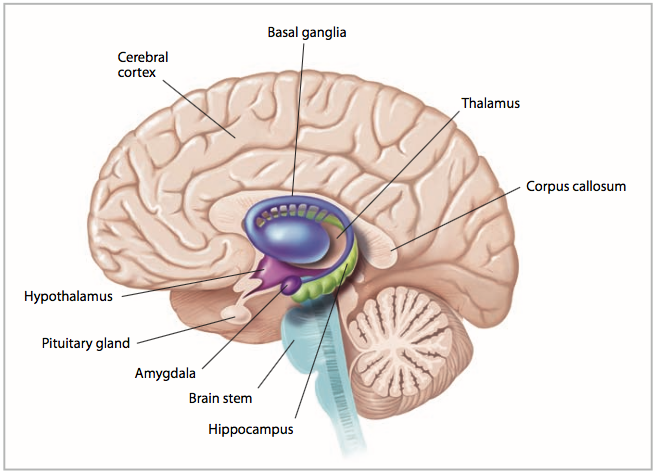 Basal ganglia
Cerebral
cortex
Thalamus
Corpus callosum
Hypothalamus
Pituitary gland
Amygdala
Brain stem
Hippocampus